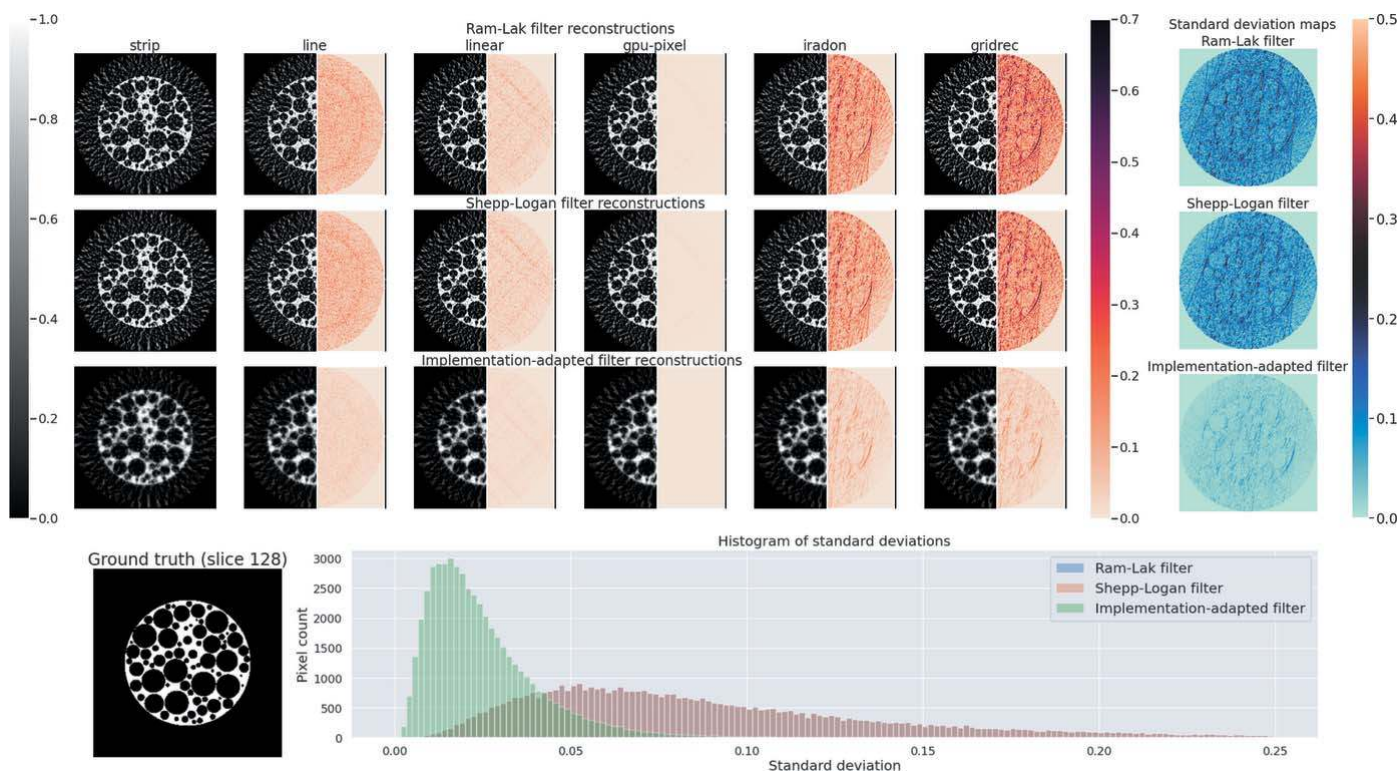 Ram-Lak filter reconstructions
strip line linear gpu-pixel iradon gridrec
Shepp-Logan filter reconstructions
Implementation-adapted filter reconstructions
1.0
0.8
0.6
0.4
0.2
0.0
0.7
0.6
0.5
0.4
0.3
0.2
0.1
0.0
Standard deviation maps
Ram-Lak filter
Shepp-Logan filter
Implementation-adapted filter
0.5
0.4
0.3
0.2
0.1
0.0
Ground truth (slice 128)
Histogram of standard deviations
Pixel count
3000
2500
2000
1500
1000
500
0
Ram-Lak filter
Shepp-Logan filter
Implementation-adapted filter
0.00 0.05 0.10 0.15 0.20 0.25
Standard deviation